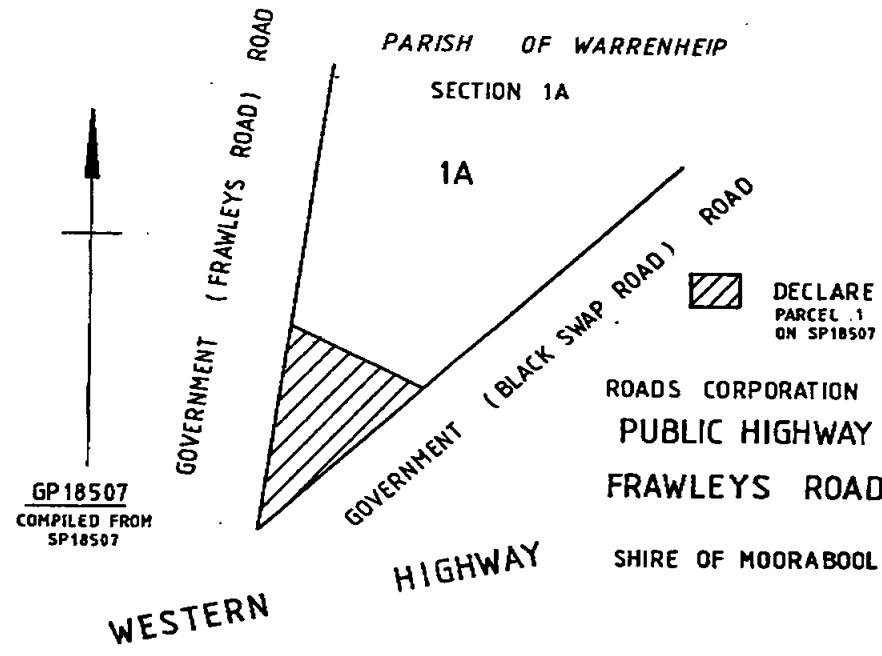 PARISH OF WARRENHEIP
SECTION 1A
1A
GOVERNMENT (FRAWLEYS ROAD) ROAD
GOVERNMENT (BLACK SWAP ROAD) ROAD
DECLARE
PARCEL 1
ON SP18507
ROADS CORPORATION
PUBLIC HIGHWAY
FRAWLEYS ROAD
SHIRE OF MOORABOOL
GP18507
COMPILED FROM
SP18507
WESTERN HIGHWAY